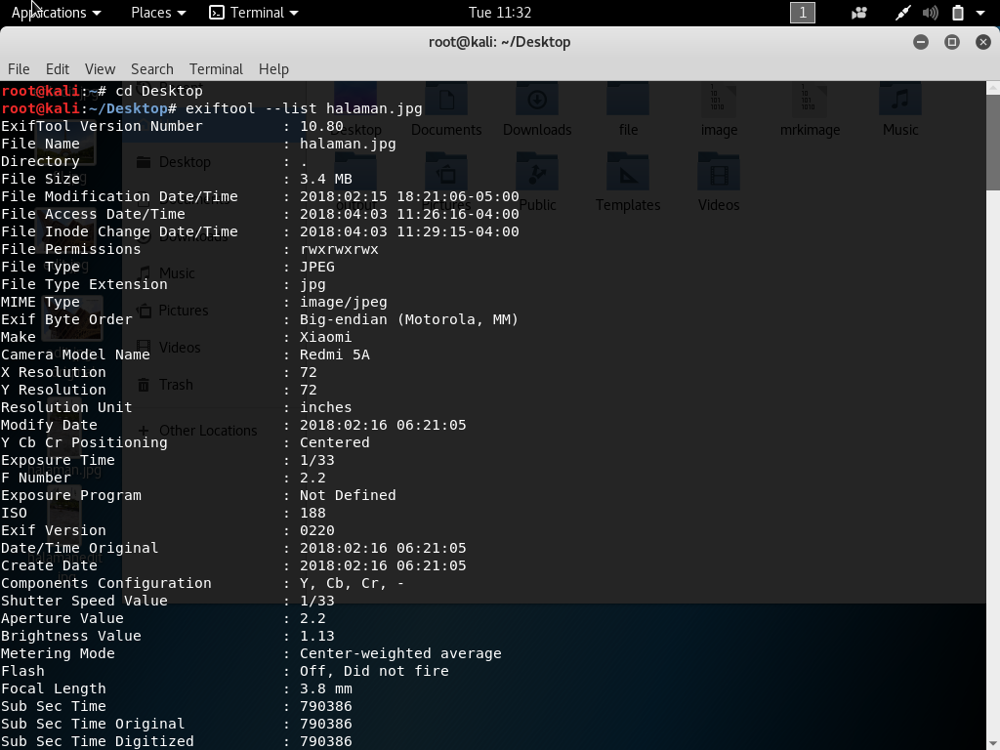 Applications Places Terminal Tue 11:32 1
root@kali: ~/Desktop
File Edit View Search Terminal Help
root@kali:~# cd Desktop
root@kali:~/Desktop# exiftool --list halaman.jpg
ExifTool Version Number : 10.80
File Name : halaman.jpg
Directory : .
File Size : 3.4 MB
File Modification Date/Time : 2018:02:15 18:21:06-05:00
File Access Date/Time : 2018:04:03 11:26:16-04:00
File Inode Change Date/Time : 2018:04:03 11:29:15-04:00
File Permissions : rwxrwxrwx
File Type : JPEG
File Type Extension : jpg
MIME Type : image/jpeg
Exif Byte Order : Big-endian (Motorola, MM)
Make : Xiaomi
Camera Model Name : Redmi 5A
X Resolution : 72
Y Resolution : 72
Resolution Unit : inches
Modify Date : 2018:02:16 06:21:05
Y Cb Cr Positioning : Centered
Exposure Time : 1/33
F Number : 2.2
Exposure Program : Not Defined
ISO : 188
Exif Version : 0220
Date/Time Original : 2018:02:16 06:21:05
Create Date : 2018:02:16 06:21:05
Components Configuration : Y, Cb, Cr, -
Shutter Speed Value : 1/33
Aperture Value : 2.2
Brightness Value : 1.13
Metering Mode : Center-weighted average
Flash : Off, Did not fire
Focal Length : 3.8 mm
Sub Sec Time : 790386
Sub Sec Time Original : 790386
Sub Sec Time Digitized : 790386
Desktop Documents Downloads file image mrkimage Music
Pictures Public Templates Videos
Desktop
Downloads
Music
Pictures
Videos
Trash
Other Locations
halaman.jpg